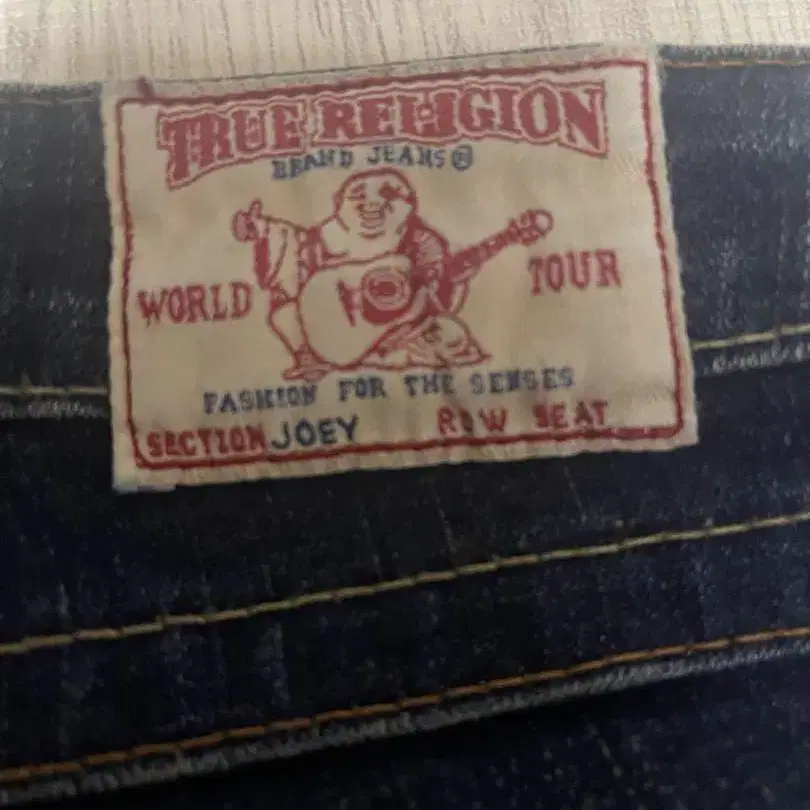 TRUE RELIGION
BRAND JEANS®
WORLD TOUR
FASHION FOR THE SENSES
SECTION JOEY ROW SEAT